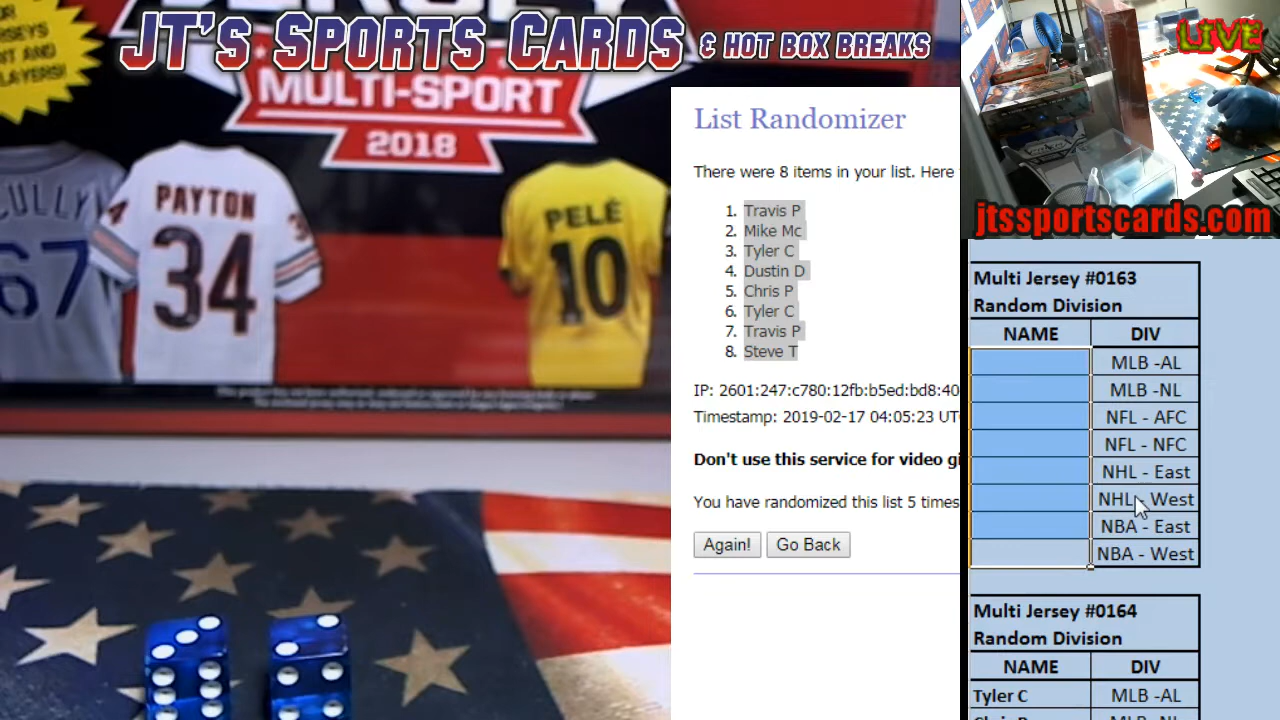 JERSEY
JT's Sports Cards & Hot Box Breaks
MULTI-SPORT
2018
PAYTON
34
34
67
PELÉ
10
List Randomizer
There were 8 items in your list. Here
1. Travis P
2. Mike Mc
3. Tyler C
4. Dustin D
5. Chris P
6. Tyler C
7. Travis P
8. Steve T
IP: 2601:247:c780:12fb:b5ed:bd8:40
Timestamp: 2019-02-17 04:05:23 UT
Don't use this service for video gi
You have randomized this list 5 times
Again! Go Back
LIVE
jtssportscards.com
Multi Jersey #0163
Random Division
NAME DIV
MLB -AL
MLB -NL
NFL - AFC
NFL - NFC
NHL - East
NHL - West
NBA - East
NBA - West
Multi Jersey #0164
Random Division
NAME DIV
Tyler C MLB -AL